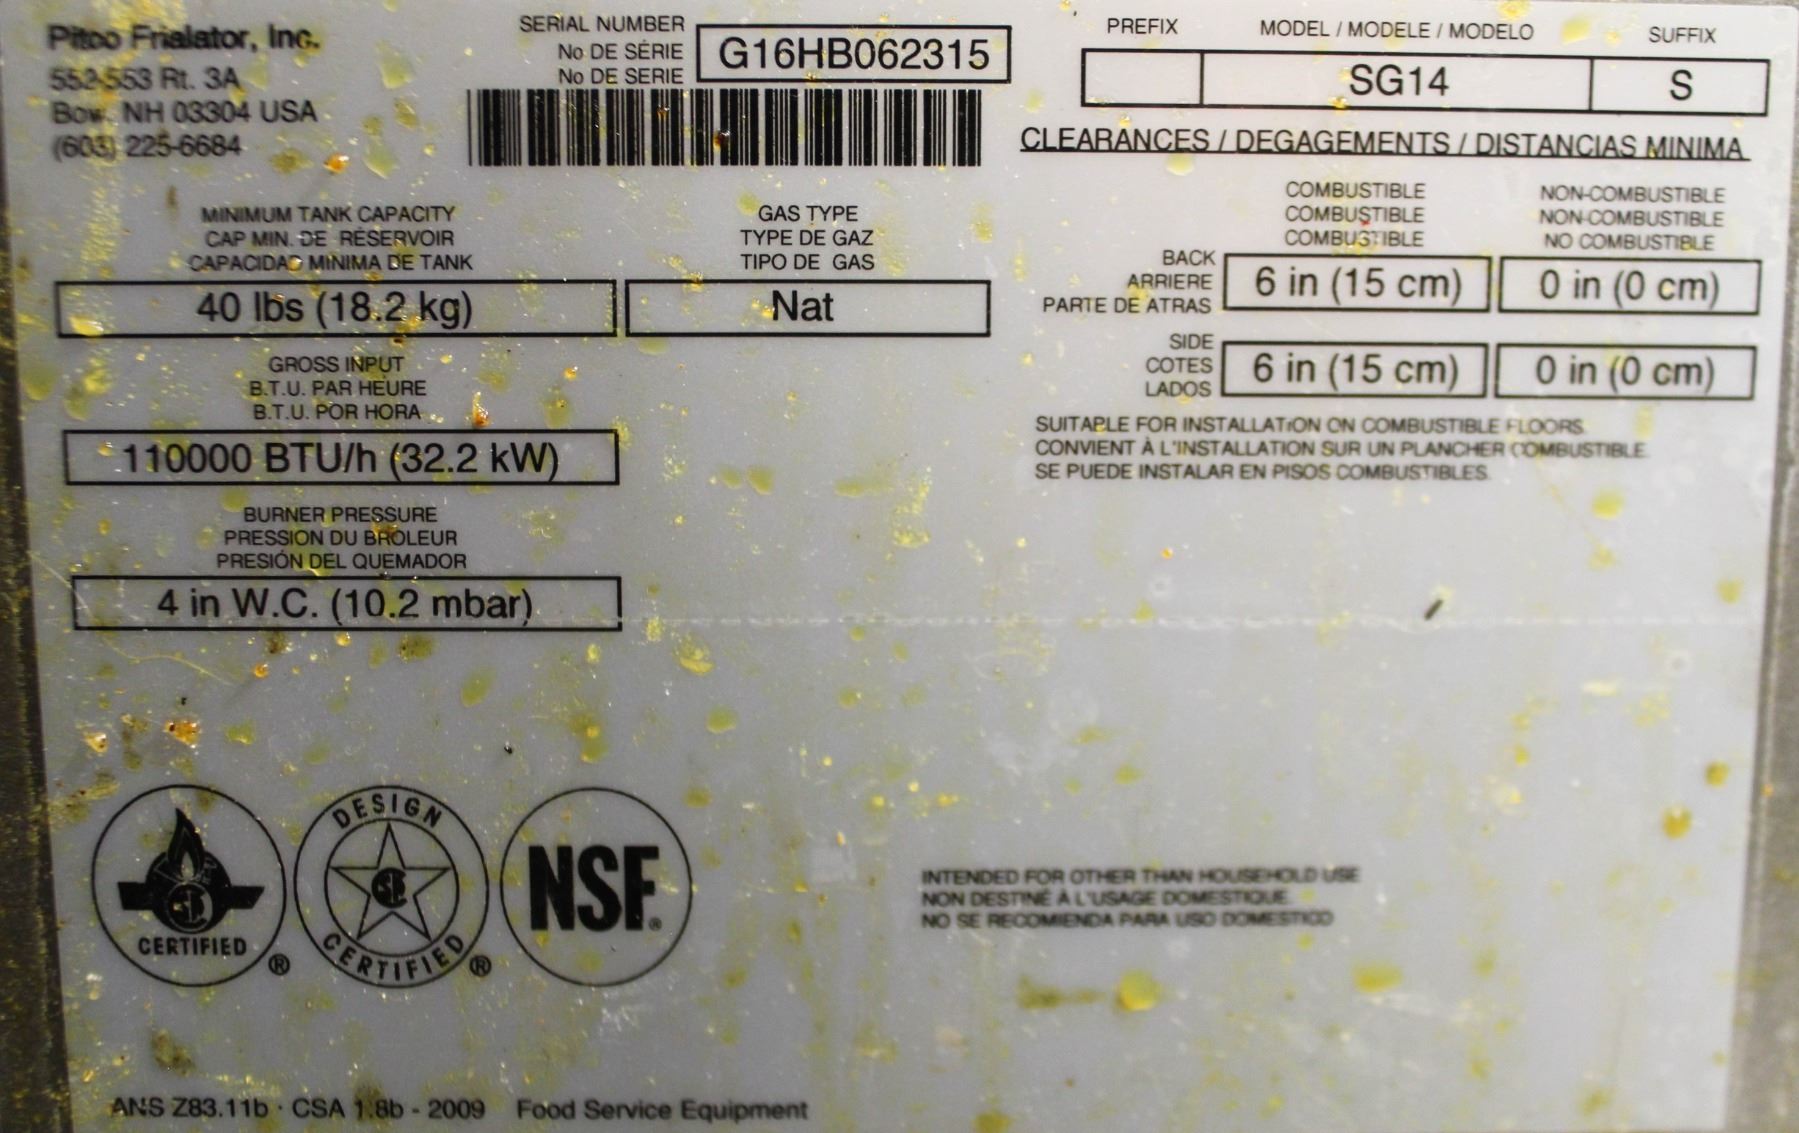 Pitco Frialator, Inc.
552-553 Rt. 3A
Bow, NH 03304 USA
(603) 225-6684
SERIAL NUMBER
No DE SÉRIE
No DE SERIE
G16HB062315
PREFIX
MODEL / MODELE / MODELO
SUFFIX
SG14
S
CLEARANCES / DEGAGEMENTS / DISTANCIAS MINIMA
MINIMUM TANK CAPACITY
CAP MIN. DE RÉSERVOIR
CAPACIDAD MINIMA DE TANK
40 lbs (18.2 kg)
GAS TYPE
TYPE DE GAZ
TIPO DE GAS
Nat
COMBUSTIBLE
COMBUSTIBLE
COMBUSTIBLE
NON-COMBUSTIBLE
NON-COMBUSTIBLE
NO COMBUSTIBLE
BACK
ARRIERE
PARTE DE ATRAS
6 in (15 cm)
0 in (0 cm)
SIDE
COTES
LADOS
6 in (15 cm)
0 in (0 cm)
GROSS INPUT
B.T.U. PAR HEURE
B.T.U. POR HORA
110000 BTU/h (32.2 kW)
SUITABLE FOR INSTALLATION ON COMBUSTIBLE FLOORS.
CONVIENT À L'INSTALLATION SUR UN PLANCHER COMBUSTIBLE.
SE PUEDE INSTALAR EN PISOS COMBUSTIBLES.
BURNER PRESSURE
PRESSION DU BRÛLEUR
PRESIÓN DEL QUEMADOR
4 in W.C. (10.2 mbar)
CERTIFIED ®
DESIGN
CERTIFIED ®
NSF®
INTENDED FOR OTHER THAN HOUSEHOLD USE
NON DESTINÉ À L'USAGE DOMESTIQUE.
NO SE RECOMIENDA PARA USO DOMESTICO
ANS Z83.11b · CSA 1.8b - 2009 Food Service Equipment